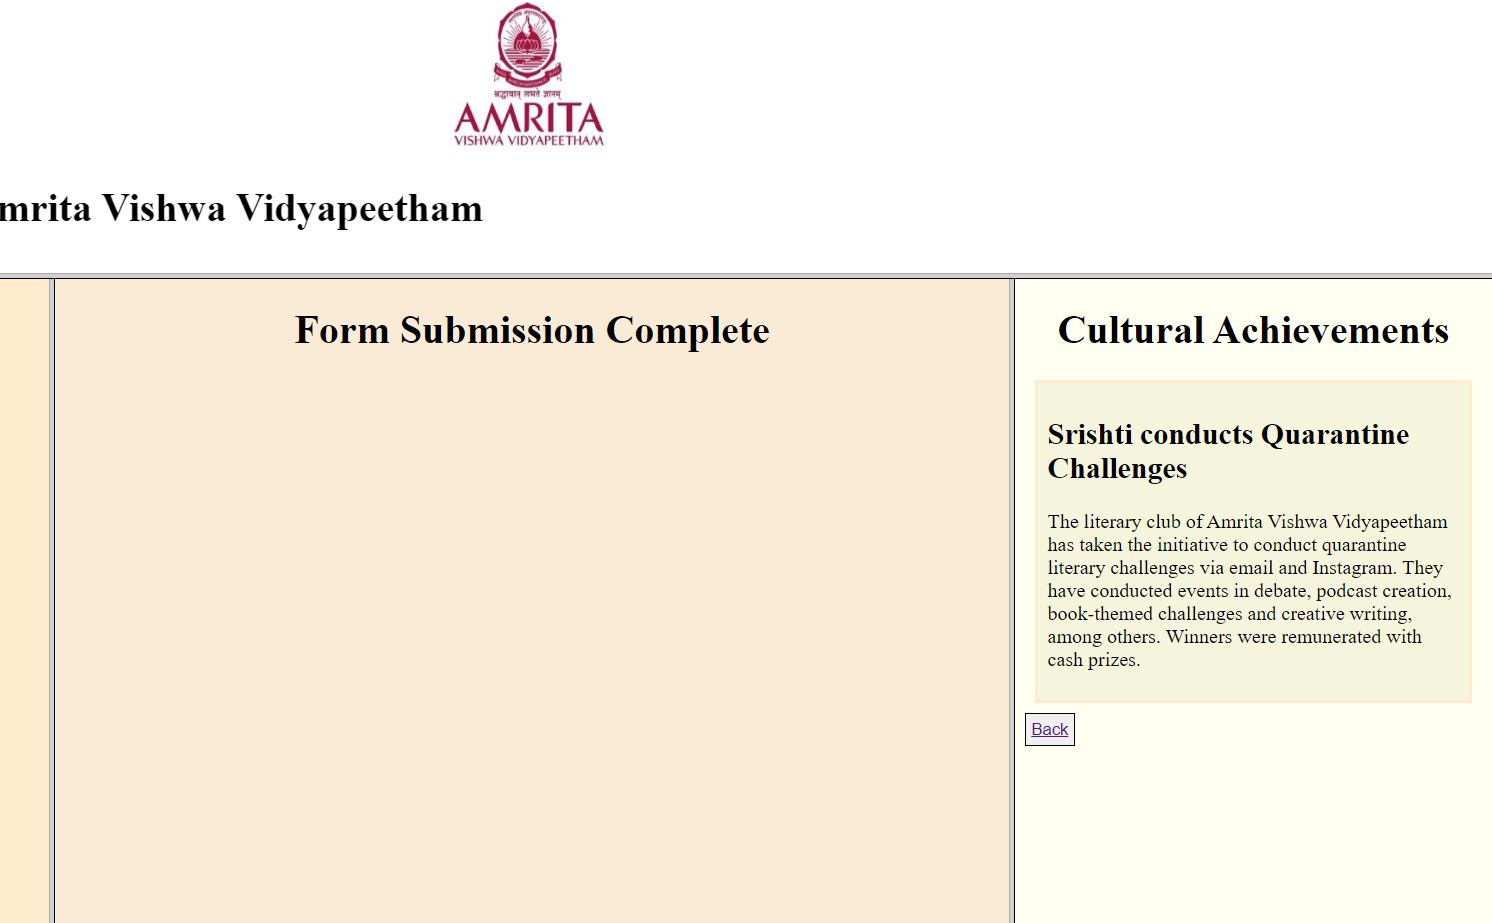 श्रद्धावान् लभते ज्ञानम्
AMRITA
VISHWA VIDYAPEETHAM
mrita Vishwa Vidyapeetham
Form Submission Complete
Cultural Achievements
Srishti conducts Quarantine
Challenges
The literary club of Amrita Vishwa Vidyapeetham
has taken the initiative to conduct quarantine
literary challenges via email and Instagram. They
have conducted events in debate, podcast creation,
book-themed challenges and creative writing,
among others. Winners were remunerated with
cash prizes.
Back